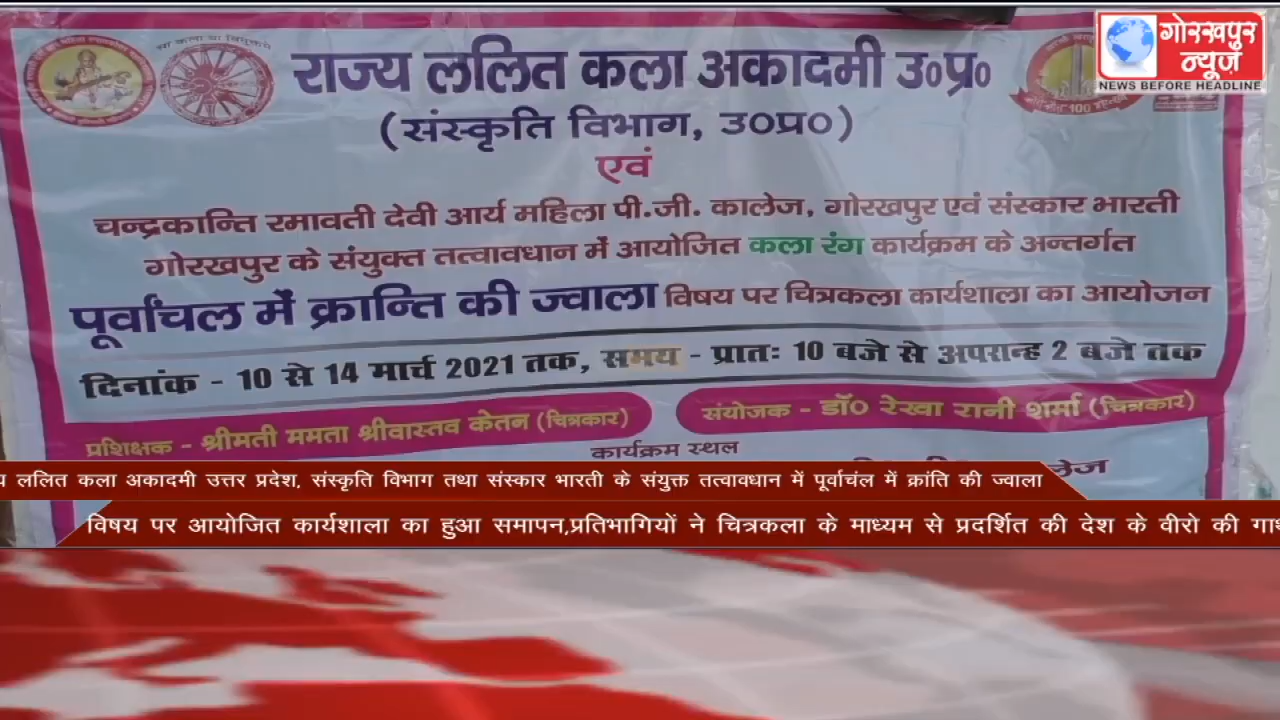 गोरखपुर
न्यूज़
NEWS BEFORE HEADLINE
राज्य ललित कला अकादमी उ०प्र०
(संस्कृति विभाग, उ०प्र०)
एवं
चन्द्रकान्ति रमावती देवी आर्य महिला पी.जी. कालेज, गोरखपुर एवं संस्कार भारती
गोरखपुर के संयुक्त तत्वावधान में आयोजित कला रंग कार्यक्रम के अन्तर्गत
पूर्वांचल में क्रान्ति की ज्वाला विषय पर चित्रकला कार्यशाला का आयोजन
दिनांक - 10 से 14 मार्च 2021 तक, समय - प्रातः 10 बजे से अपरान्ह 2 बजे तक
प्रशिक्षक - श्रीमती ममता श्रीवास्तव केतन (चित्रकार)
संयोजक - डॉ० रेखा रानी शर्मा (चित्रकार)
कार्यक्रम स्थल
ललित कला अकादमी उत्तर प्रदेश, संस्कृति विभाग तथा संस्कार भारती के संयुक्त तत्वावधान में पूर्वाचंल में क्रांति की ज्वाला
विषय पर आयोजित कार्यशाला का हुआ समापन,प्रतिभागियों ने चित्रकला के माध्यम से प्रदर्शित की देश के वीरो की